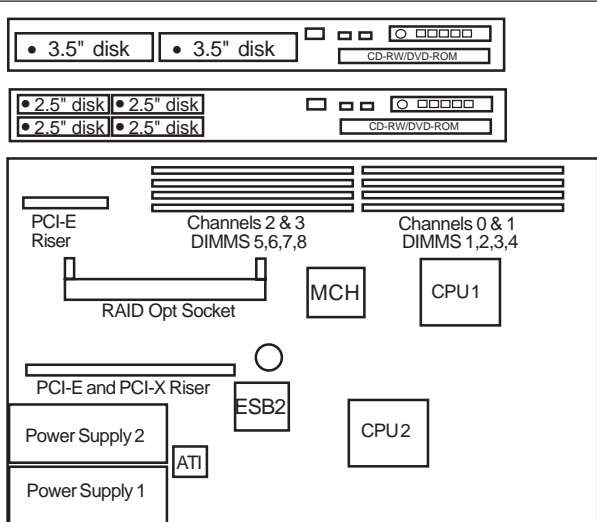 • 3.5" disk • 3.5" disk
CD-RW/DVD-ROM
• 2.5" disk • 2.5" disk
• 2.5" disk • 2.5" disk
CD-RW/DVD-ROM
PCI-E
Riser
Channels 2 & 3
DIMMS 5,6,7,8
Channels 0 & 1
DIMMS 1,2,3,4
RAID Opt Socket
MCH
CPU1
PCI-E and PCI-X Riser
ESB2
CPU2
Power Supply 2
ATI
Power Supply 1